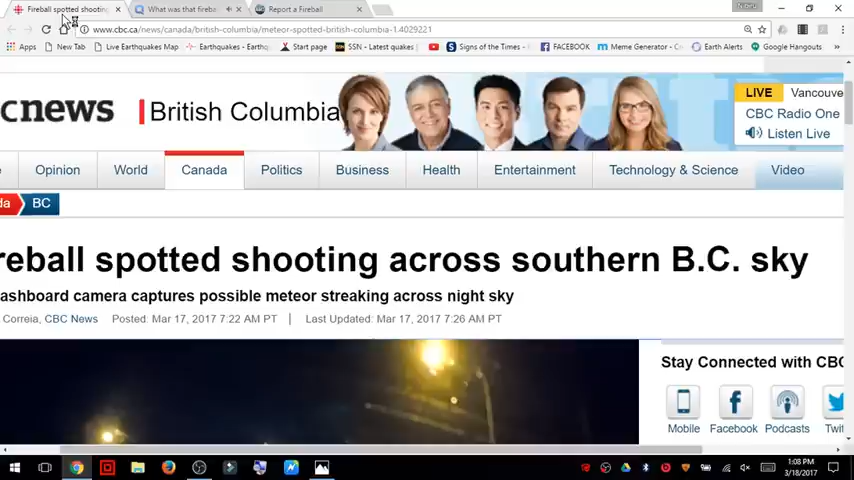 Fireball spotted shootin
What was that fireba
Report a Fireball
www.cbc.ca/news/canada/british-columbia/meteor-spotted-british-columbia-1.4029221
Apps
New Tab
Live Earthquakes Map
Earthqu
Start page
SSN - Latest quakes
Signs of the Times -
FACEBOOK
Meme Generator - C
Earth Alerts
Google Hangouts
cnews
British Columbia
LIVE Vancouve
CBC Radio One
Listen Live
Opinion
World
Canada
Politics
Business
Health
Entertainment
Technology & Science
Video
da
BC
reball spotted shooting across southern B.C. sky
ashboard camera captures possible meteor streaking across night sky
Correia, CBC News Posted: Mar 17, 2017 7:22 AM PT | Last Updated: Mar 17, 2017 7:26 AM PT
Stay Connected with CBC
Mobile
Facebook
Podcasts
Twit
1:08 PM
3/18/2017